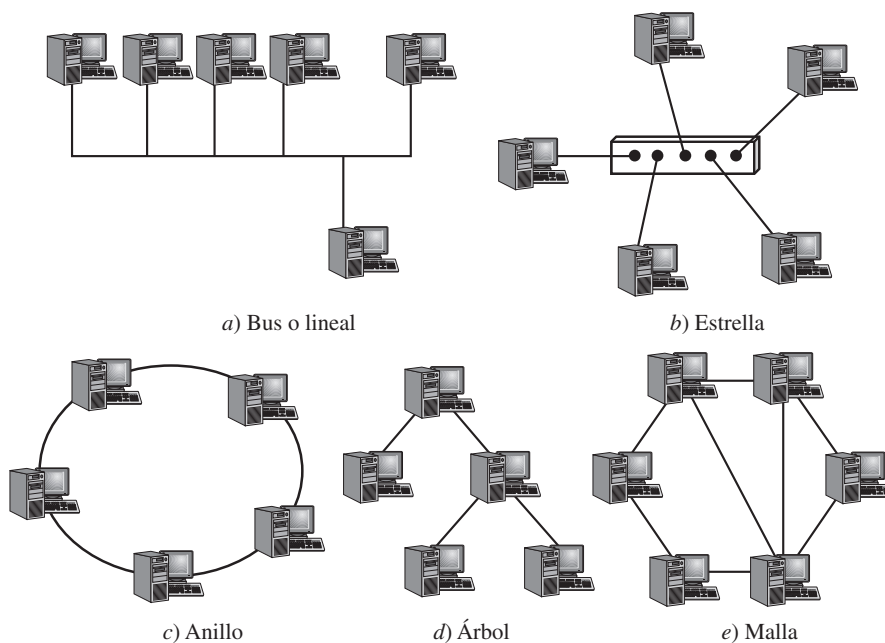 a) Bus o lineal
b) Estrella
c) Anillo
d) Árbol
e) Malla